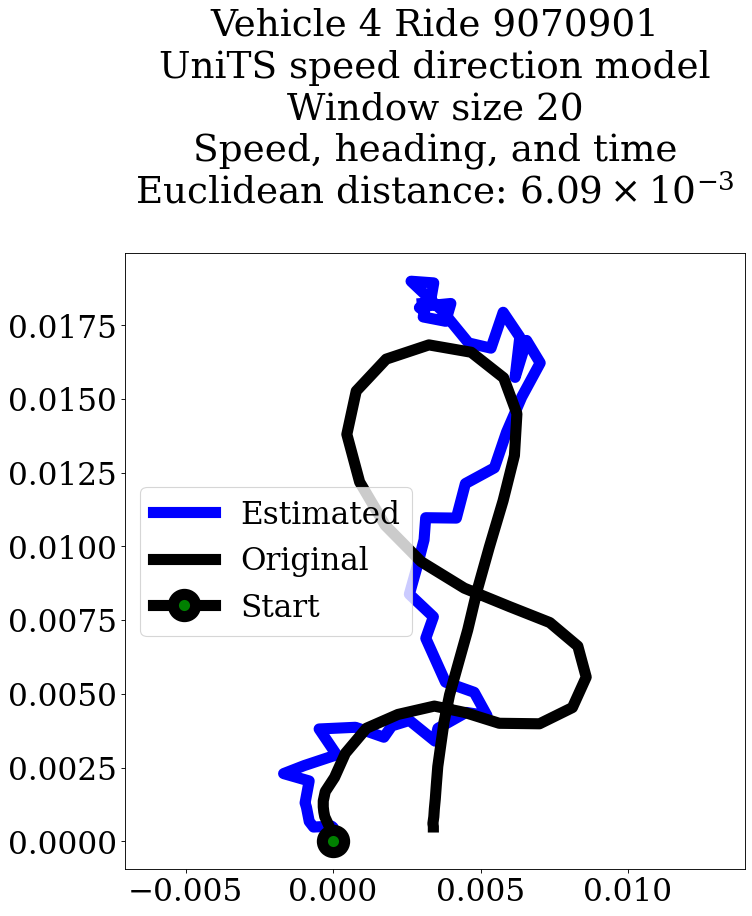 Vehicle 4 Ride 9070901
UniTS speed direction model
Window size 20
Speed, heading, and time
Euclidean distance: 6.09 × 10⁻³
0.0175
0.0150
0.0125
0.0100
0.0075
0.0050
0.0025
0.0000
Estimated
Original
Start
−0.005 0.000 0.005 0.010